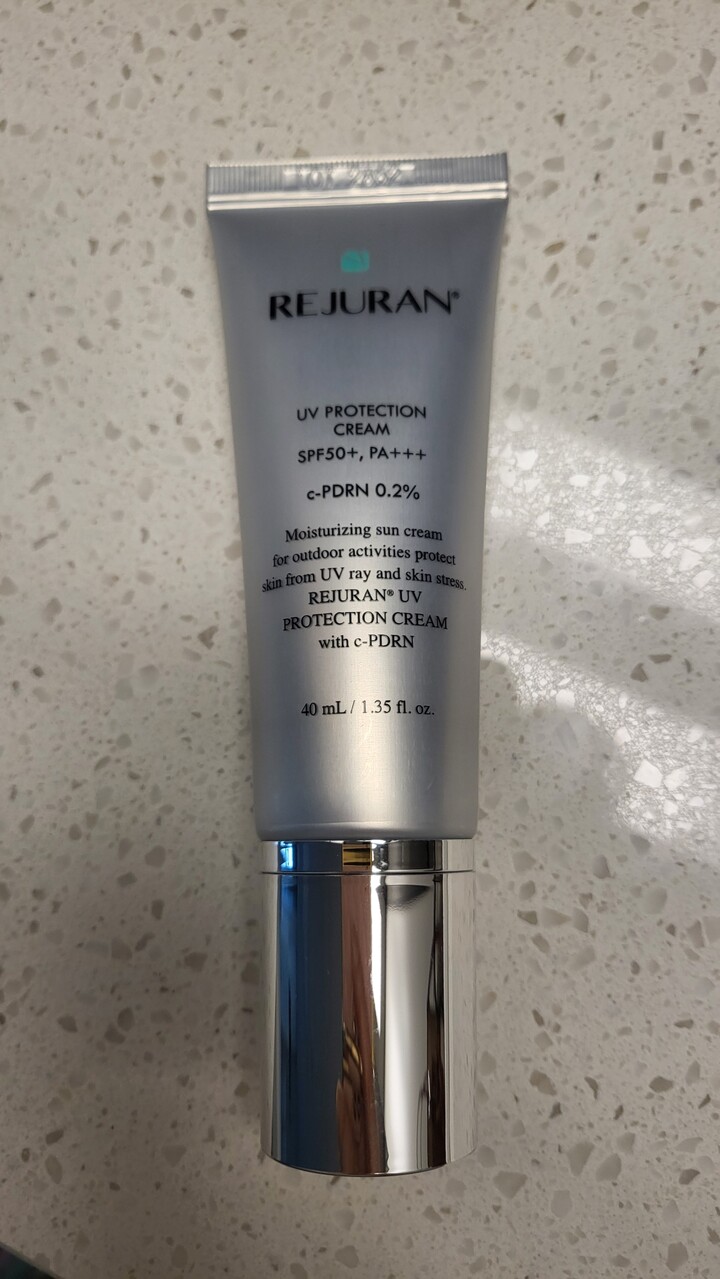 REJURAN®
UV PROTECTION
CREAM
SPF50+, PA+++
c-PDRN 0.2%
Moisturizing sun cream
for outdoor activities protect
skin from UV ray and skin stress.
REJURAN® UV
PROTECTION CREAM
with c-PDRN
40 mL / 1.35 fl. oz.